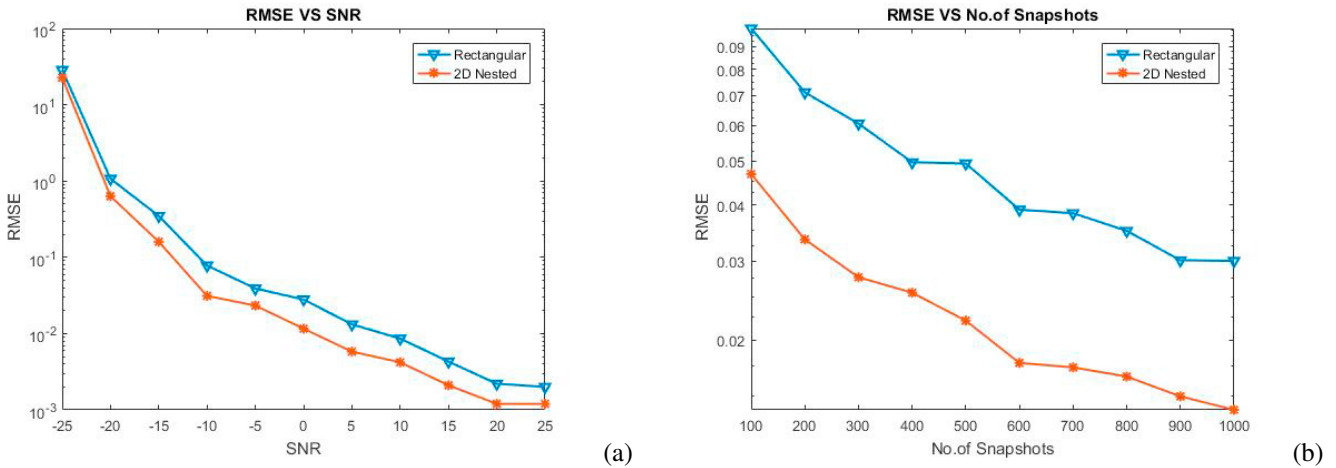 RMSE VS SNR
10^2
10^1
10^0
10^-1
10^-2
10^-3
RMSE
Rectangular
2D Nested
-25 -20 -15 -10 -5 0 5 10 15 20 25
SNR
(a)
RMSE VS No.of Snapshots
0.09
0.08
0.07
0.06
0.05
0.04
0.03
0.02
RMSE
Rectangular
2D Nested
100 200 300 400 500 600 700 800 900 1000
No.of Snapshots
(b)